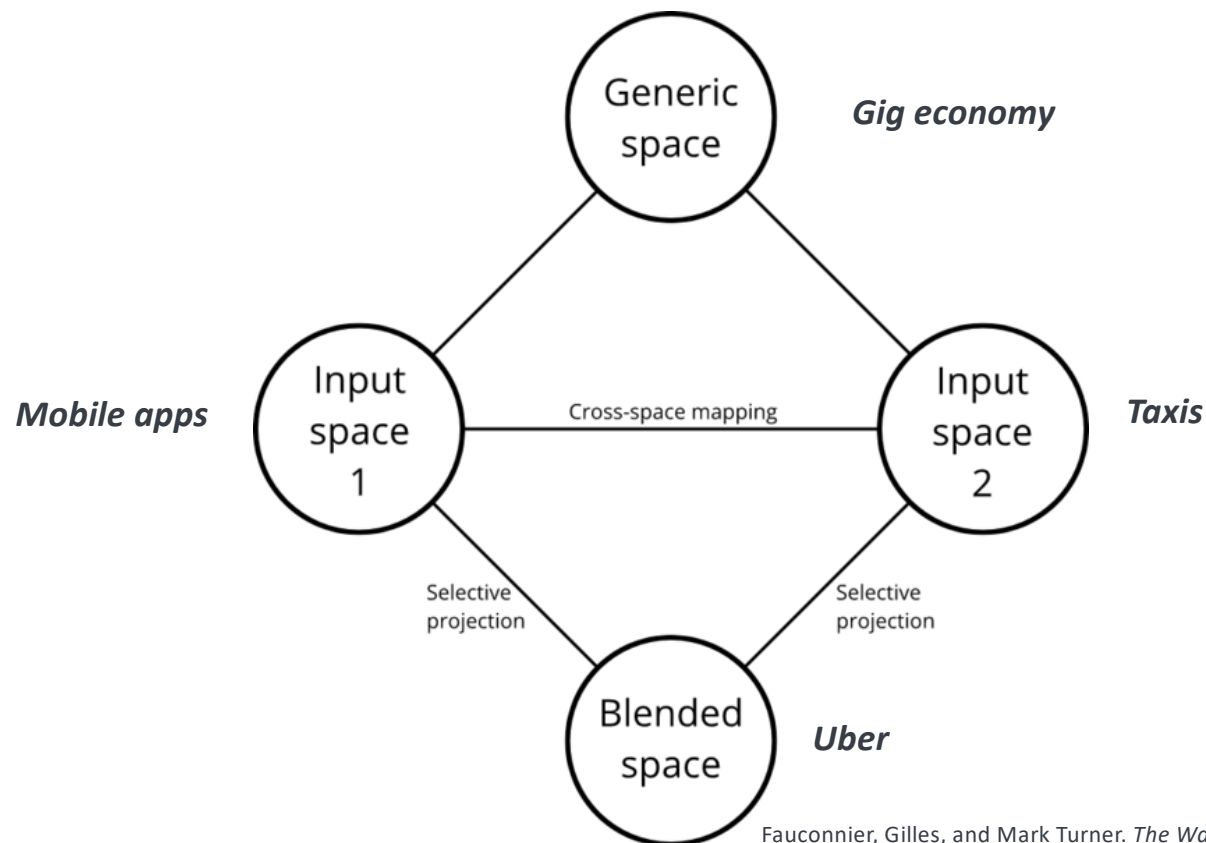 Generic
space
Gig economy
Mobile apps
Input
space
1
Cross-space mapping
Input
space
2
Taxis
Selective
projection
Selective
projection
Blended
space
Uber
Fauconnier, Gilles, and Mark Turner. The